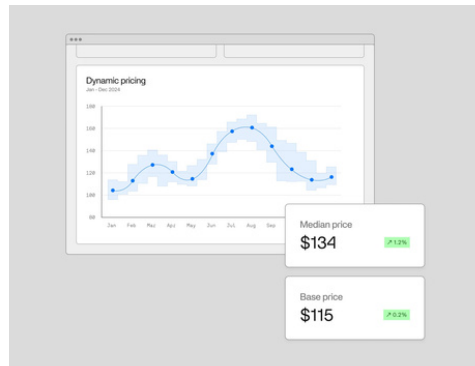 Dynamic pricing
Jan - Dec 2024
180
160
140
120
100
80
Jan Feb Mar Apr May Jun Jul Aug Sep
Median price
$134
↗ 1.2%
Base price
$115
↗ 0.2%